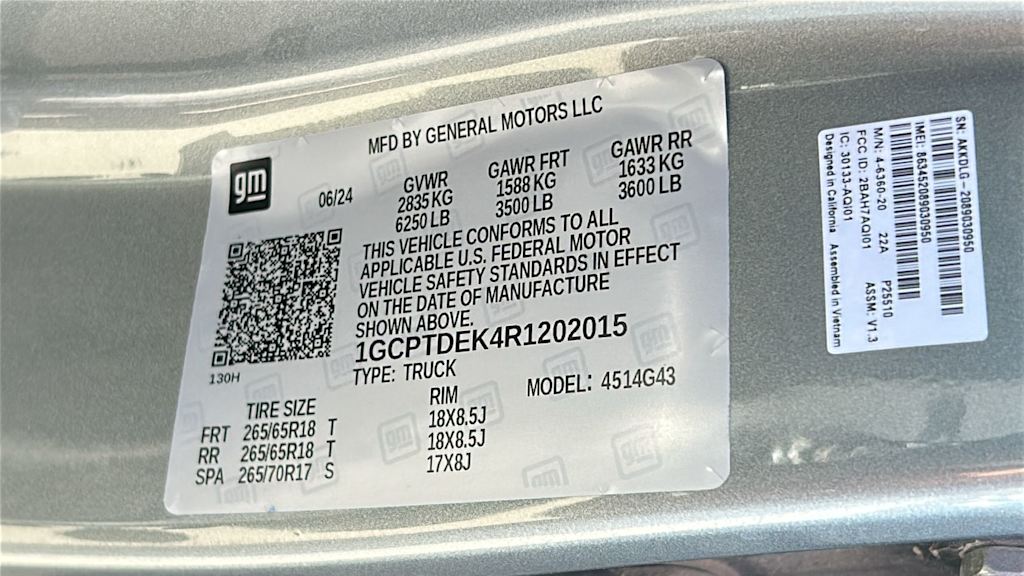 gm
MFD BY GENERAL MOTORS LLC
06/24
GVWR GAWR FRT GAWR RR
2835 KG 1588 KG 1633 KG
6250 LB 3500 LB 3600 LB
THIS VEHICLE CONFORMS TO ALL
APPLICABLE U.S. FEDERAL MOTOR
VEHICLE SAFETY STANDARDS IN EFFECT
ON THE DATE OF MANUFACTURE
SHOWN ABOVE.
1GCPTDEK4R1202015
130H
TYPE: TRUCK MODEL: 4514G43
TIRE SIZE RIM
FRT 265/65R18 T 18X8.5J
RR 265/65R18 T 18X8.5J
SPA 265/70R17 S 17X8J
SN: AKKDLG-2089030950
IMEI: 863452089030950
M/N: 4-6360-20 22A P25510
FCC ID: 2BAH7AQI01 ASSM: V1.3
IC: 30133-AQI01
Designed in California Assembled in Vietnam